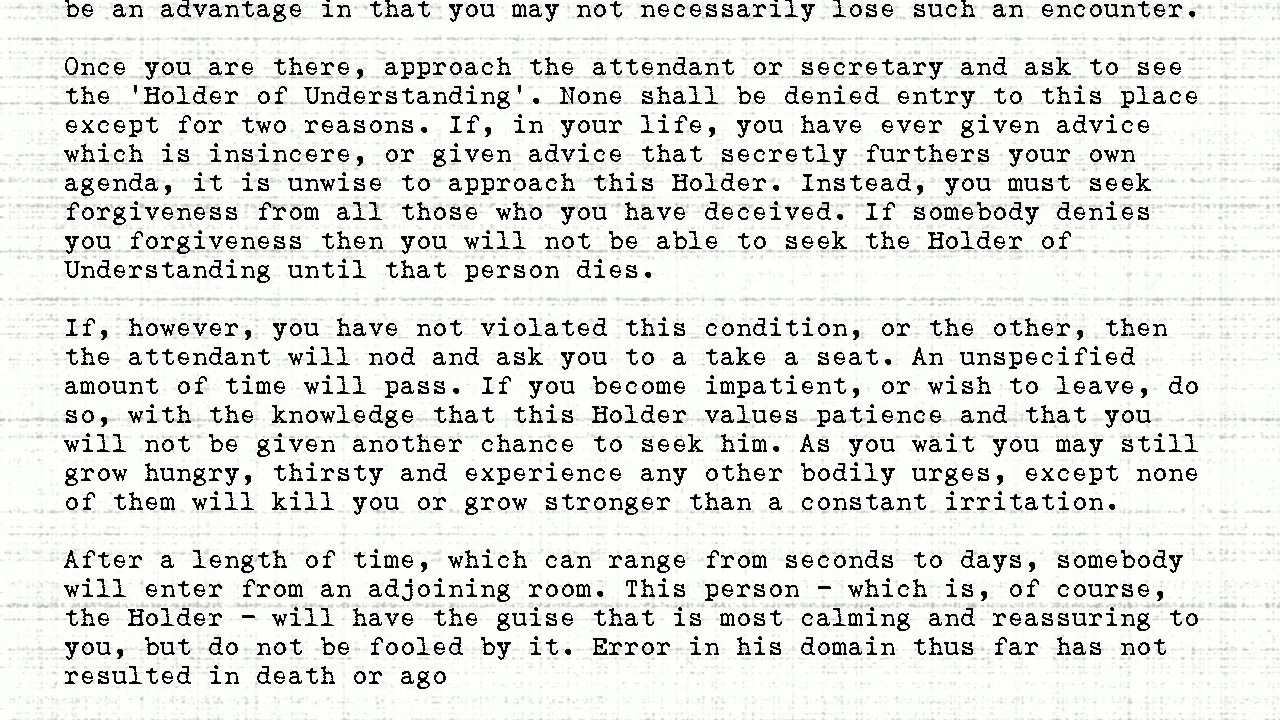 be an advantage in that you may not necessarily lose such an encounter.
Once you are there, approach the attendant or secretary and ask to see
the 'Holder of Understanding'. None shall be denied entry to this place
except for two reasons. If, in your life, you have ever given advice
which is insincere, or given advice that secretly furthers your own
agenda, it is unwise to approach this Holder. Instead, you must seek
forgiveness from all those who you have deceived. If somebody denies
you forgiveness then you will not be able to seek the Holder of
Understanding until that person dies.
If, however, you have not violated this condition, or the other, then
the attendant will nod and ask you to a take a seat. An unspecified
amount of time will pass. If you become impatient, or wish to leave, do
so, with the knowledge that this Holder values patience and that you
will not be given another chance to seek him. As you wait you may still
grow hungry, thirsty and experience any other bodily urges, except none
of them will kill you or grow stronger than a constant irritation.
After a length of time, which can range from seconds to days, somebody
will enter from an adjoining room. This person - which is, of course,
the Holder - will have the guise that is most calming and reassuring to
you, but do not be fooled by it. Error in his domain thus far has not
resulted in death or ago